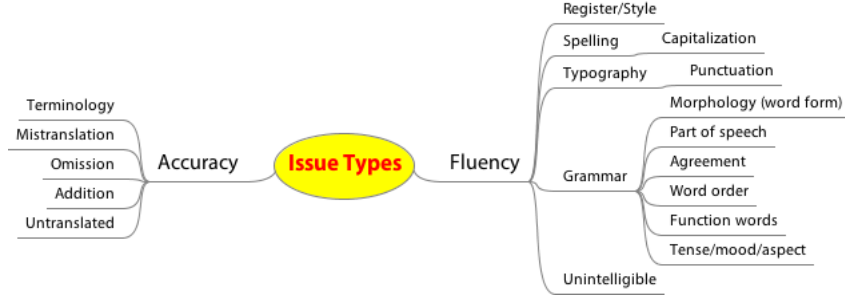 Issue Types
Accuracy
Terminology
Mistranslation
Omission
Addition
Untranslated
Fluency
Register/Style
Spelling
Capitalization
Typography
Punctuation
Grammar
Morphology (word form)
Part of speech
Agreement
Word order
Function words
Tense/mood/aspect
Unintelligible